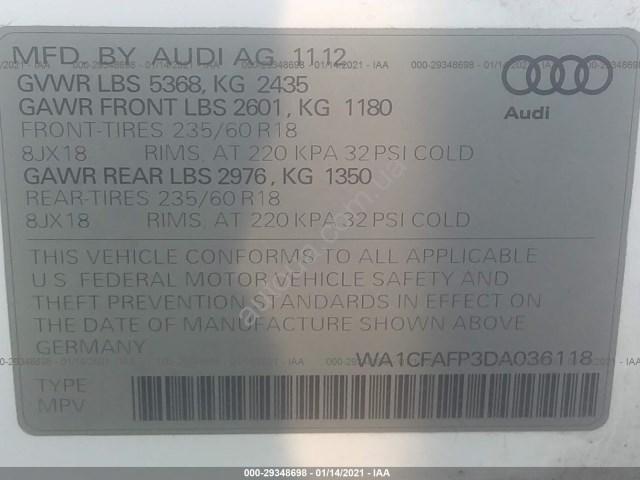 MFD. BY AUDI AG 11.12
GVWR LBS 5368, KG 2435
GAWR FRONT LBS 2601, KG 1180
FRONT-TIRES 235/60 R18
8JX18 RIMS, AT 220 KPA 32 PSI COLD
GAWR REAR LBS 2976, KG 1350
REAR-TIRES 235/60 R18
8JX18 RIMS, AT 220 KPA 32 PSI COLD
Audi
THIS VEHICLE CONFORMS TO ALL APPLICABLE
U.S. FEDERAL MOTOR VEHICLE SAFETY AND
THEFT PREVENTION STANDARDS IN EFFECT ON
THE DATE OF MANUFACTURE SHOWN ABOVE
GERMANY
WA1CFAFP3DA036118
TYPE
MPV
000-29348698 - 01/14/2021 - IAA